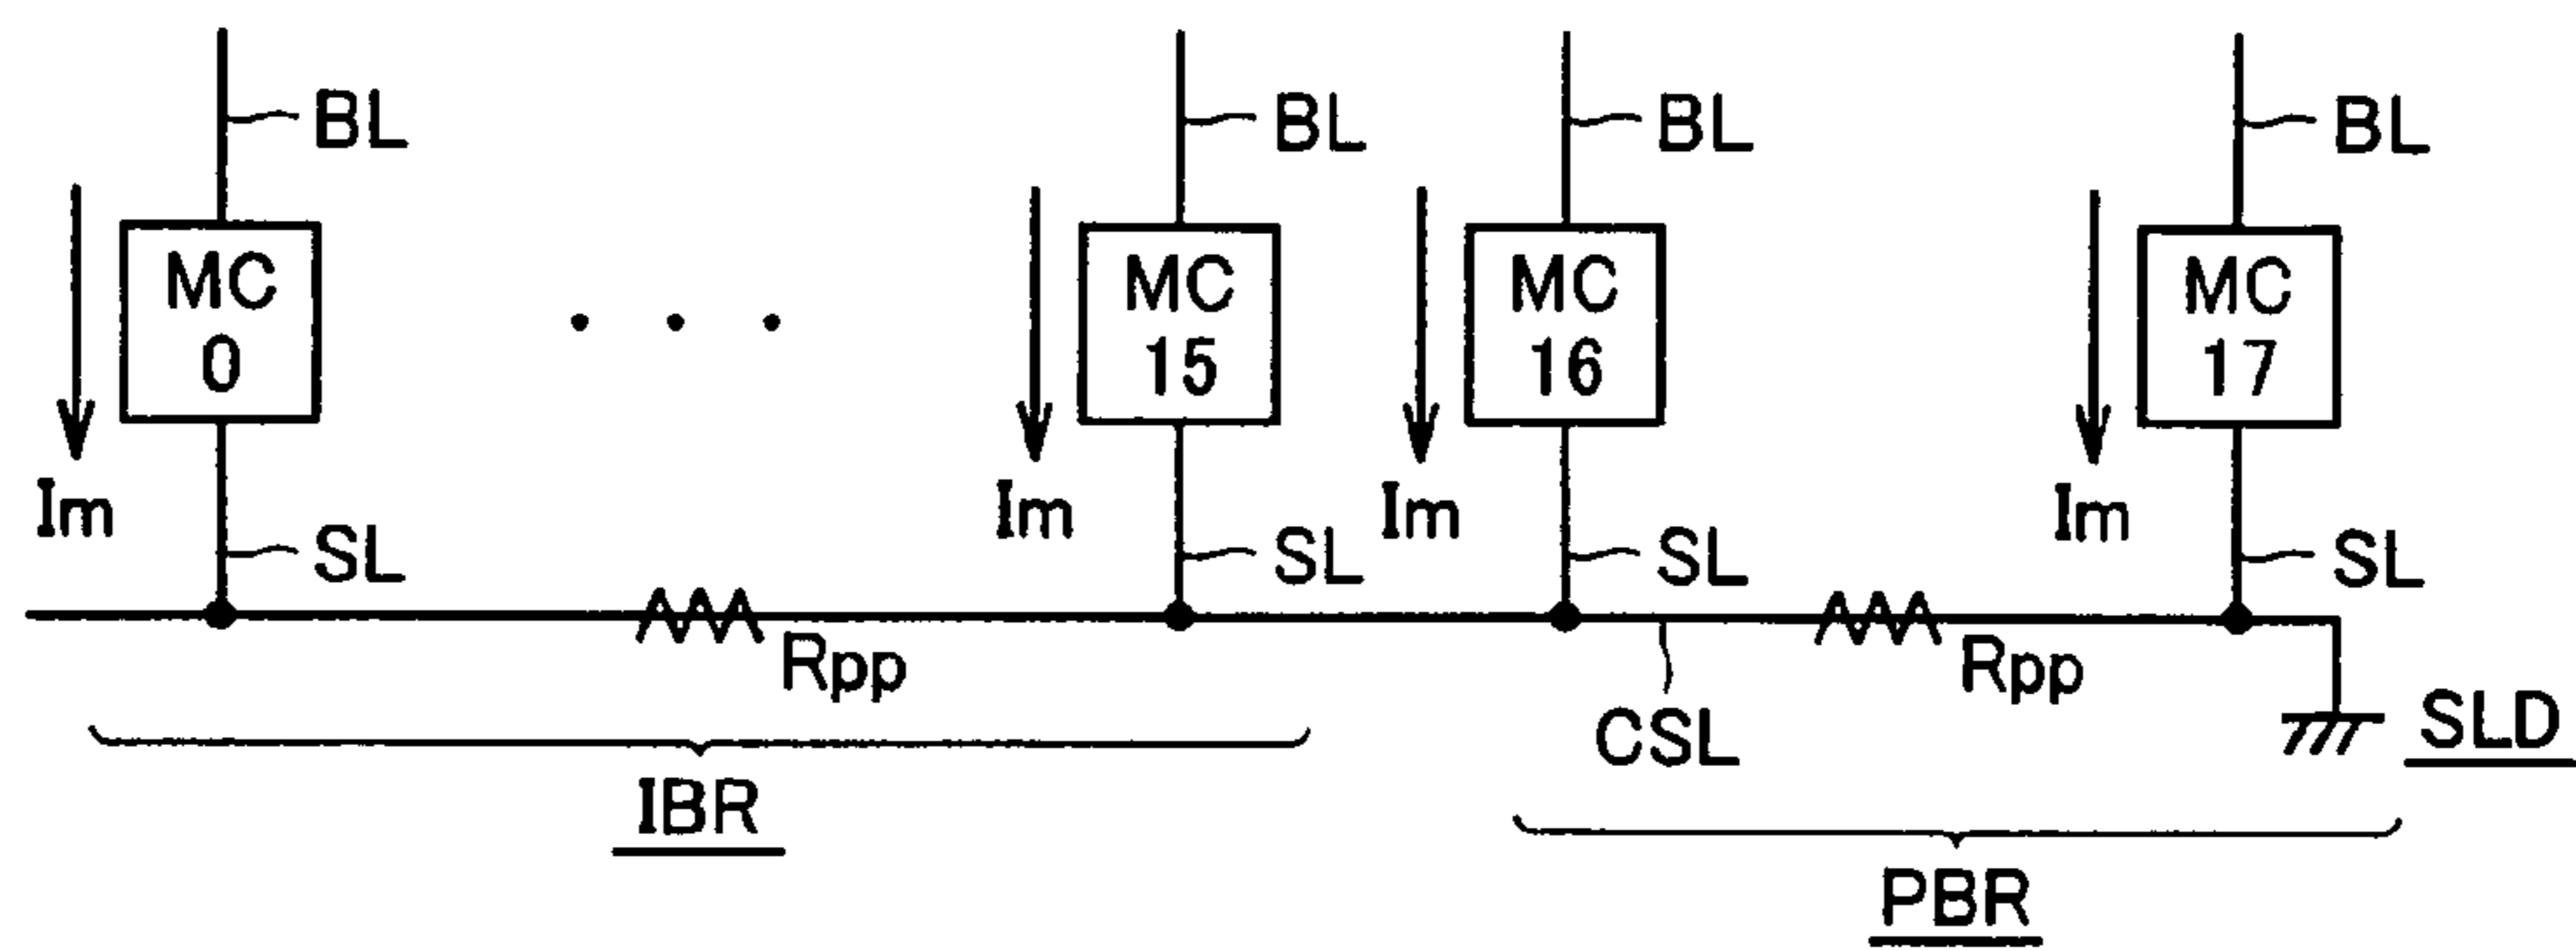 BL BL BL BL
MC 0
MC 15
MC 16
MC 17
Im Im Im Im
SL SL SL SL
Rpp Rpp
CSL SLD
IBR
PBR